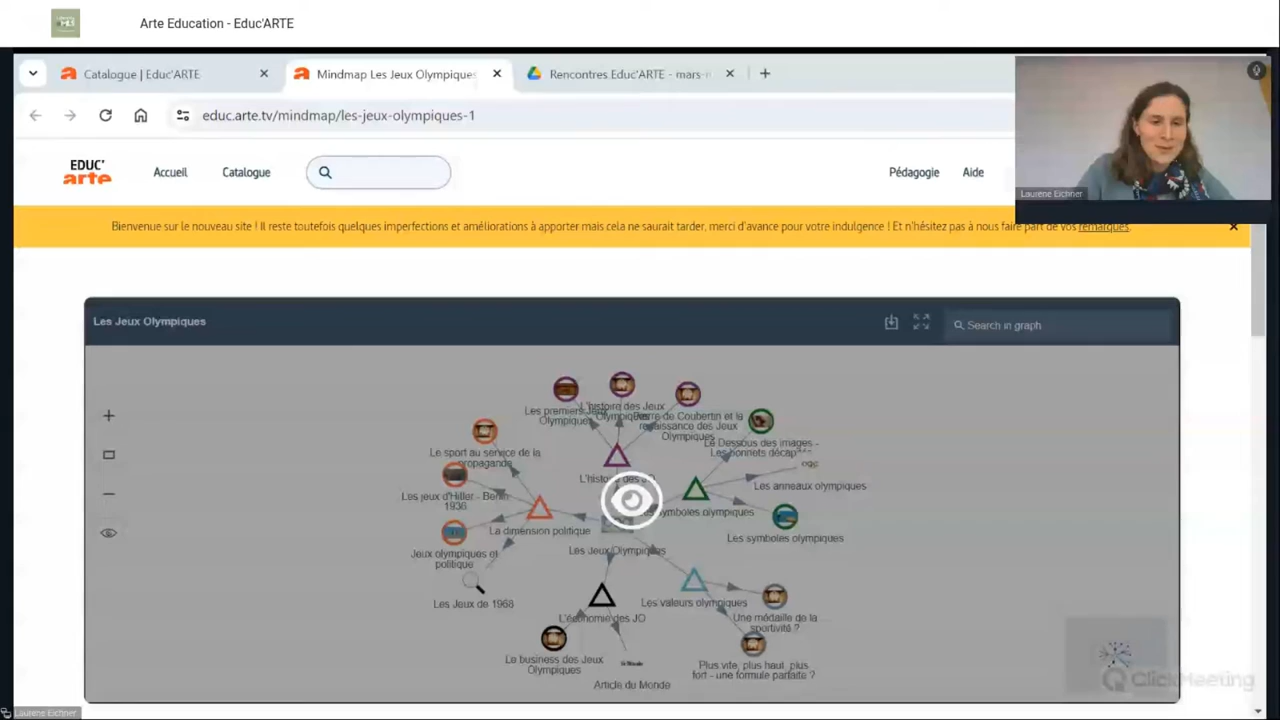 Arte Education - Educ'ARTE
Catalogue | Educ'ARTE
Mindmap Les Jeux Olympiques
Rencontres Educ'ARTE - mars-
educ.arte.tv/mindmap/les-jeux-olympiques-1
EDUC'
arte
Accueil
Catalogue
Pédagogie
Aide
Laurène Eichner
Bienvenue sur le nouveau site ! Il reste toutefois quelques imperfections et améliorations à apporter mais cela ne saurait tarder, merci d'avance pour votre indulgence ! Et n'hésitez pas à nous faire part de vos remarques.
Les Jeux Olympiques
Search in graph
Les premiers Jeux
Olympiques
L'histoire des Jeux
Olympiques
Pierre de Coubertin et la
renaissance des Jeux
Olympiques
Le Dessous des images -
Les bonnets
Le sport au service de la
propagande
L'histoire des JO
Les anneaux olympiques
Les jeux d'Hitler - Berlin
1936
La dimension politique
Les symboles olympiques
Les symboles olympiques
Jeux olympiques et
politique
Les Jeux Olympiques
Les Jeux de 1968
Les valeurs olympiques
L'économie des JO
Une médaille de la
sportivité ?
Le business des Jeux
Olympiques
Le Monde
Article du Monde
Plus vite, plus haut, plus
fort - une formule parfaite ?
ClickMeeting
Laurène Eichner